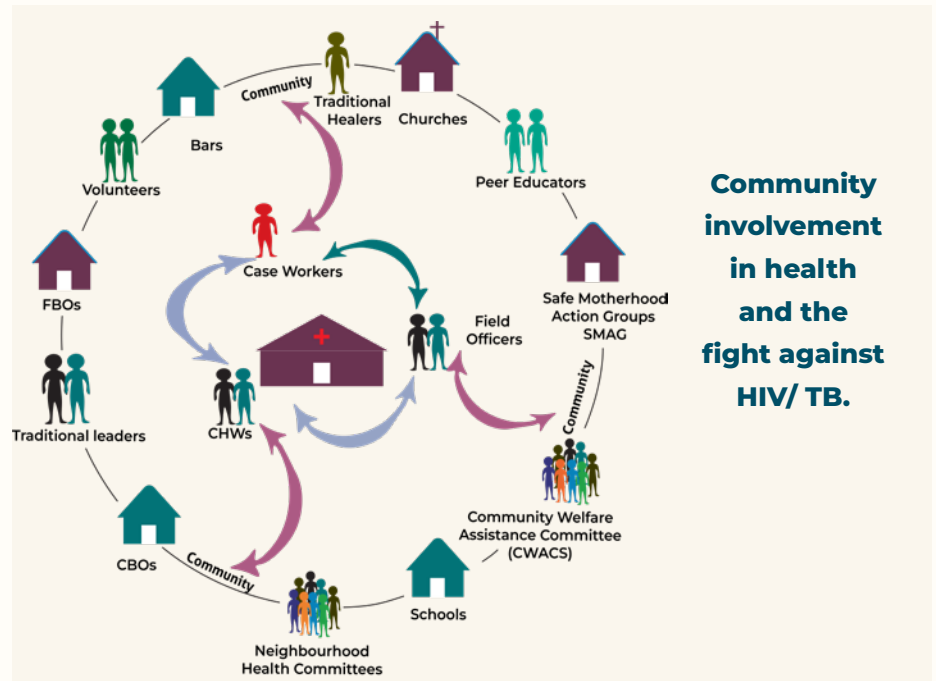 Community
Traditional
Healers
Churches
Bars
Peer Educators
Volunteers
Case Workers
FBOs
Safe Motherhood
Action Groups
SMAG
Field
Officers
Community
Traditional leaders
CHWs
Community Welfare
Assistance Committee
(CWACS)
CBOs
Community
Schools
Neighbourhood
Health Committees
Community
involvement
in health
and the
fight against
HIV/ TB.